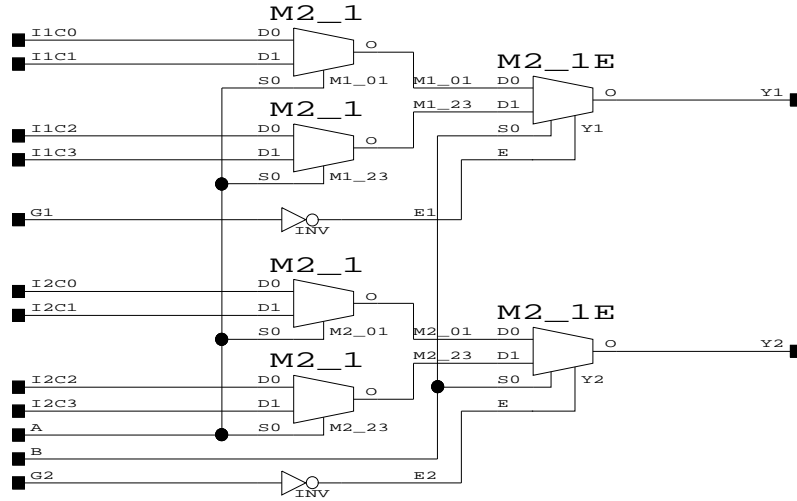 M2_1
I1C0 D0 O
M2_1E
I1C1 D1
S0 M1_01 M1_01 D0 O Y1
M2_1 M1_23 D1
I1C2 D0 S0 Y1
O
I1C3 D1 E
S0 M1_23
G1 E1
INV
M2_1
I2C0 D0 O
M2_1E
I2C1 D1
S0 M2_01 M2_01 D0 O Y2
M2_1 M2_23 D1
I2C2 D0 S0 Y2
O
I2C3 D1 E
A S0 M2_23
B
G2 E2
INV